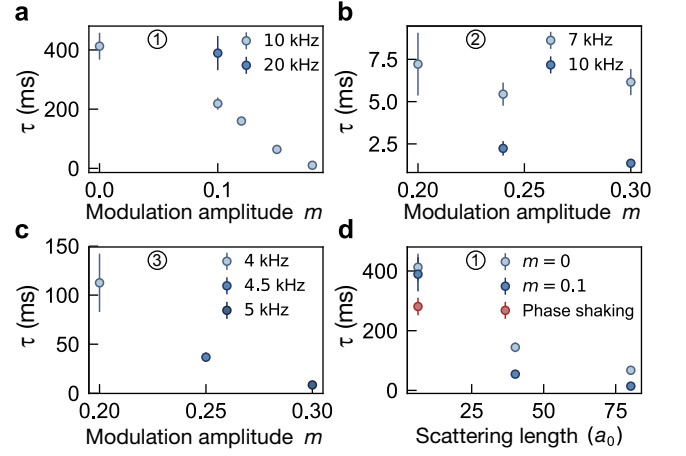 a
①
10 kHz
20 kHz
τ (ms)
400
200
0
0.0
0.1
Modulation amplitude m
b
②
7 kHz
10 kHz
τ (ms)
7.5
5.0
2.5
0.20
0.25
0.30
Modulation amplitude m
c
③
4 kHz
4.5 kHz
5 kHz
τ (ms)
150
100
50
0
0.20
0.25
0.30
Modulation amplitude m
d
①
m = 0
m = 0.1
Phase shaking
τ (ms)
400
200
0
25
50
75
Scattering length (a₀)